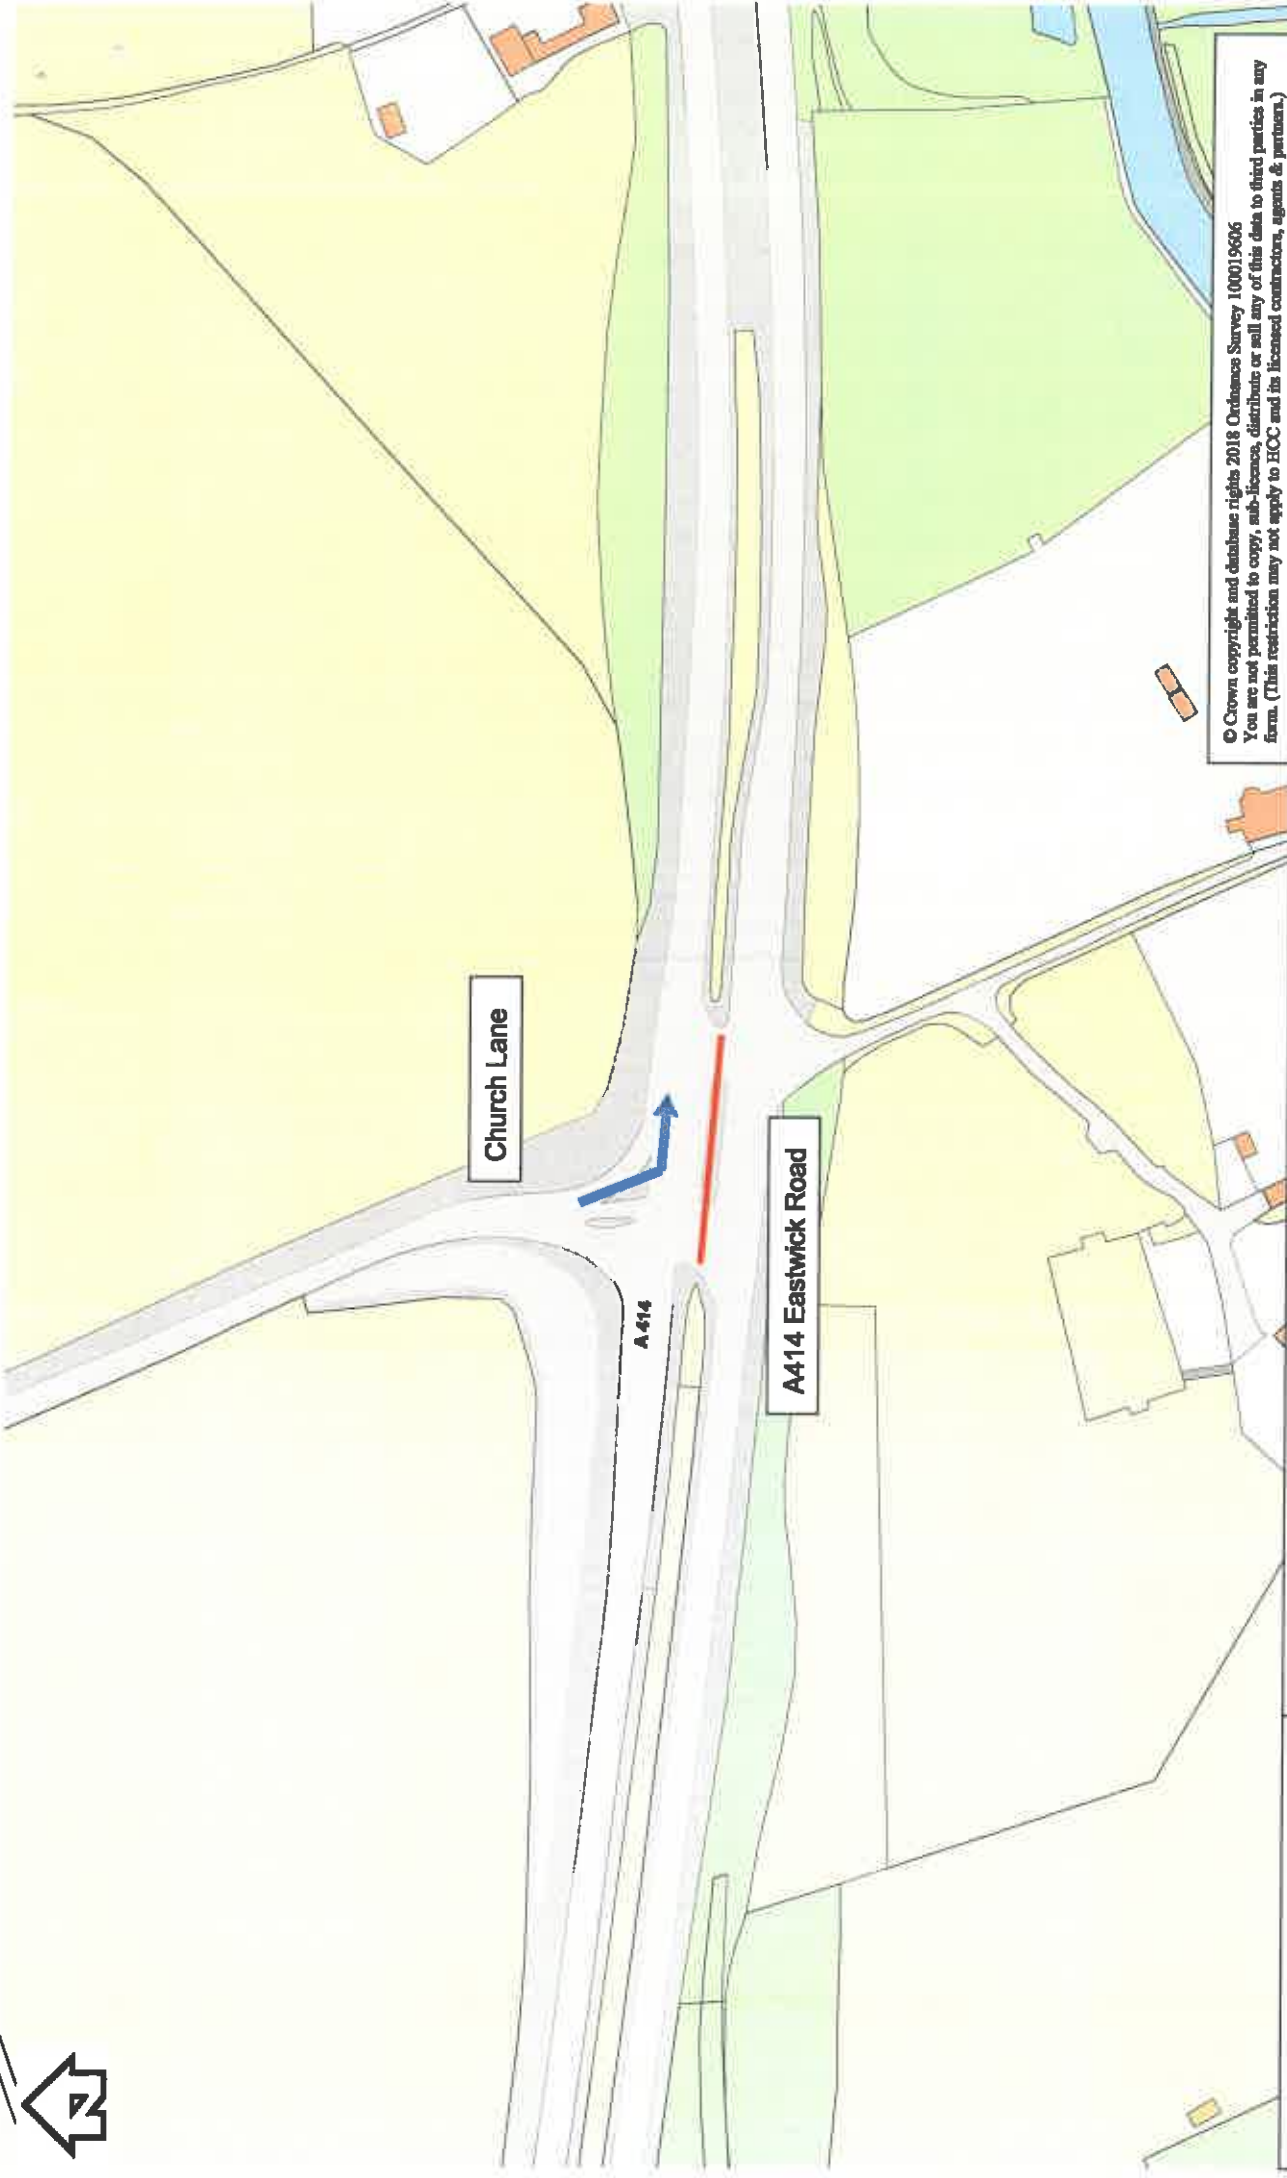 N
Church Lane
A414
A414 Eastwick Road
© Crown copyright and database rights 2018 Ordnance Survey 100019606
You are not permitted to copy, sub-licence, distribute or sell any of this data to third parties in any
form. (This restriction may not apply to HCC and its licensed contractors, agents & partners.)